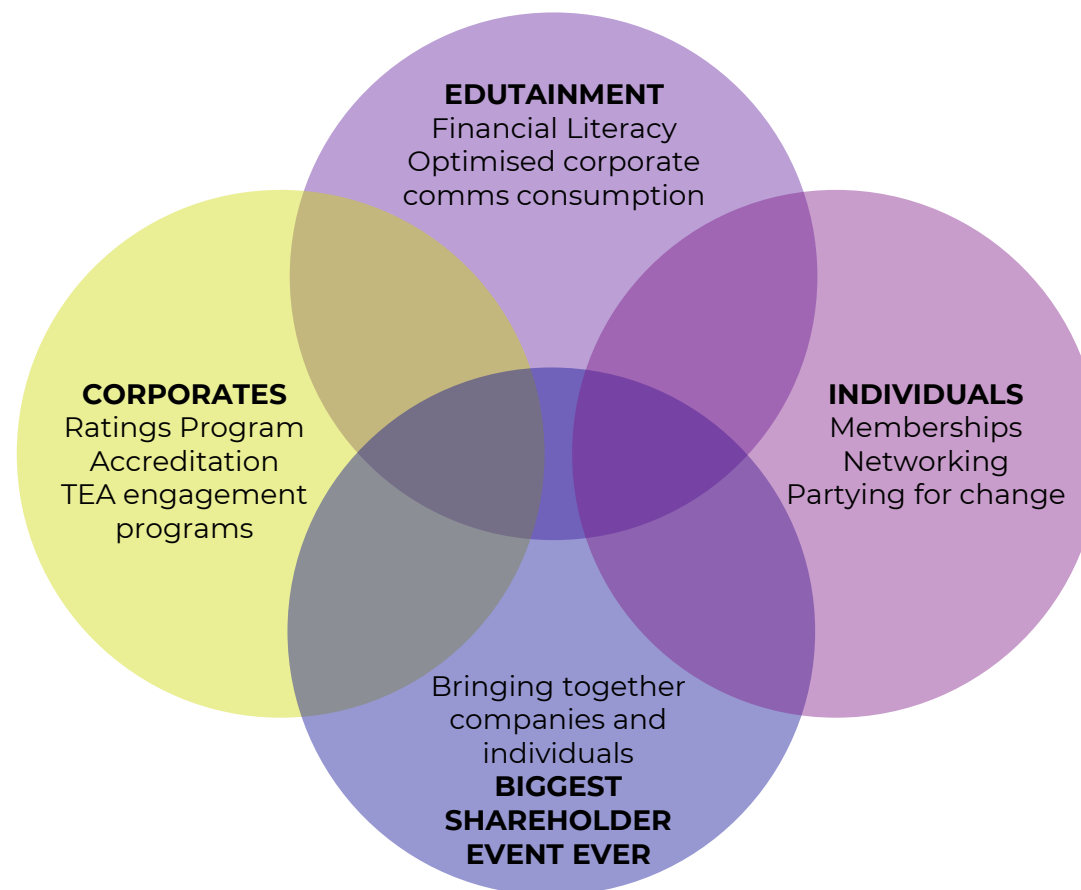 EDUTAINMENT
Financial Literacy
Optimised corporate
comms consumption
CORPORATES
Ratings Program
Accreditation
TEA engagement
programs
INDIVIDUALS
Memberships
Networking
Partying for change
Bringing together
companies and
individuals
BIGGEST
SHAREHOLDER
EVENT EVER